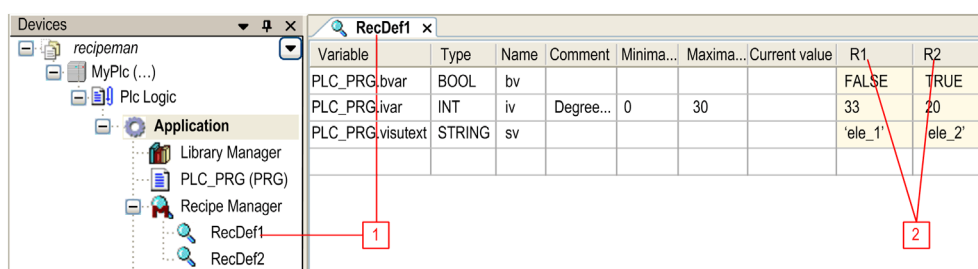 Devices
recipeman
MyPlc (...)
Plc Logic
Application
Library Manager
PLC_PRG (PRG)
Recipe Manager
RecDef1
RecDef2
1
RecDef1 ×
Variable Type Name Comment Minima... Maxima... Current value R1 R2
PLC_PRG.bvar BOOL bv FALSE TRUE
PLC_PRG.ivar INT iv Degree... 0 30 33 20
PLC_PRG.visutext STRING sv 'ele_1' 'ele_2'
2